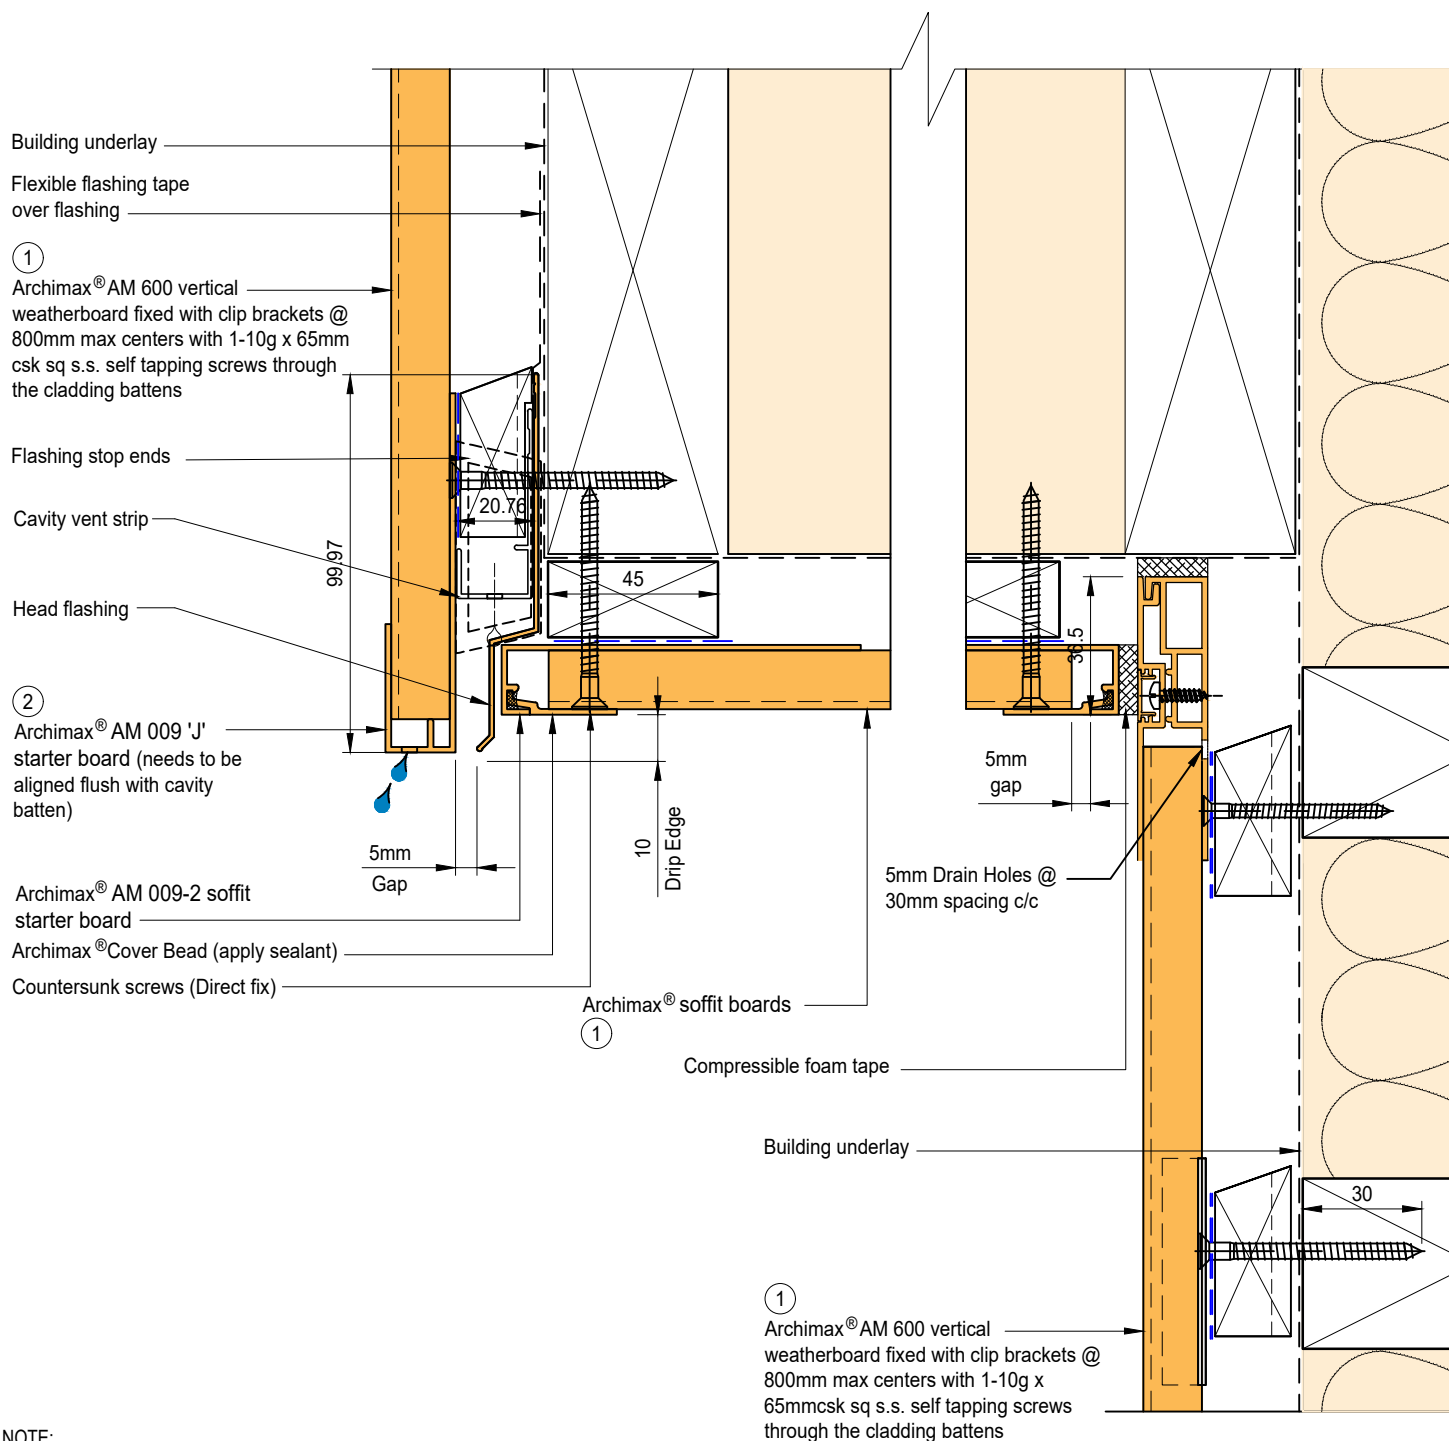 Building underlay
Flexible flashing tape
over flashing
1
Archimax® AM 600 vertical
weatherboard fixed with clip brackets @
800mm max centers with 1-10g x 65mm
csk sq s.s. self tapping screws through
the cladding battens
Flashing stop ends
Cavity vent strip
Head flashing
2
Archimax® AM 009 'J'
starter board (needs to be
aligned flush with cavity
batten)
Archimax® AM 009-2 soffit
starter board
Archimax® Cover Bead (apply sealant)
Countersunk screws (Direct fix)
99.97
20.76
45
36.5
5mm
Gap
10
Drip Edge
5mm
gap
5mm Drain Holes @
30mm spacing c/c
Archimax® soffit boards
1
Compressible foam tape
Building underlay
30
1
Archimax® AM 600 vertical
weatherboard fixed with clip brackets @
800mm max centers with 1-10g x
65mmcsk sq s.s. self tapping screws
through the cladding battens
NOTE: